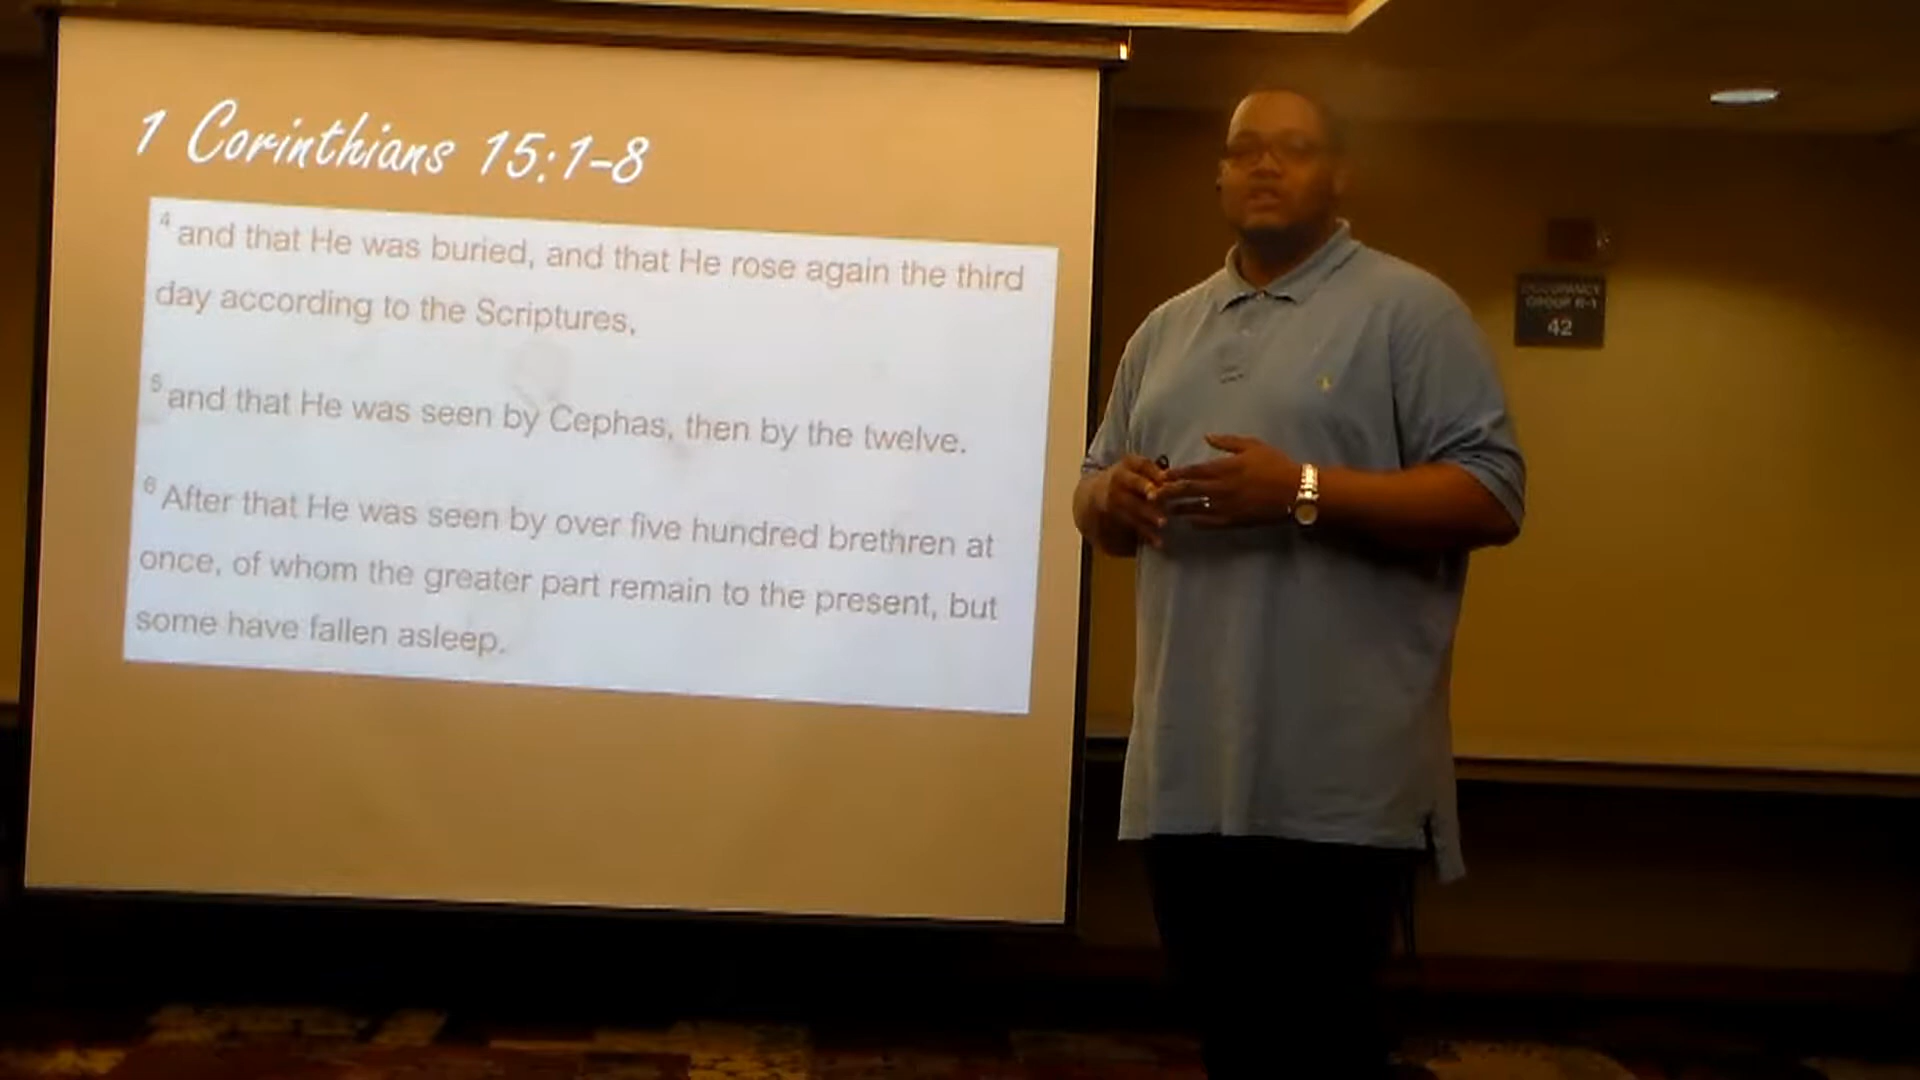 1 Corinthians 15:1-8
4 and that He was buried, and that He rose again the third
day according to the Scriptures,
5 and that He was seen by Cephas, then by the twelve.
6 After that He was seen by over five hundred brethren at
once, of whom the greater part remain to the present, but
some have fallen asleep.
OCCUPANCY
GROUP B-1
42